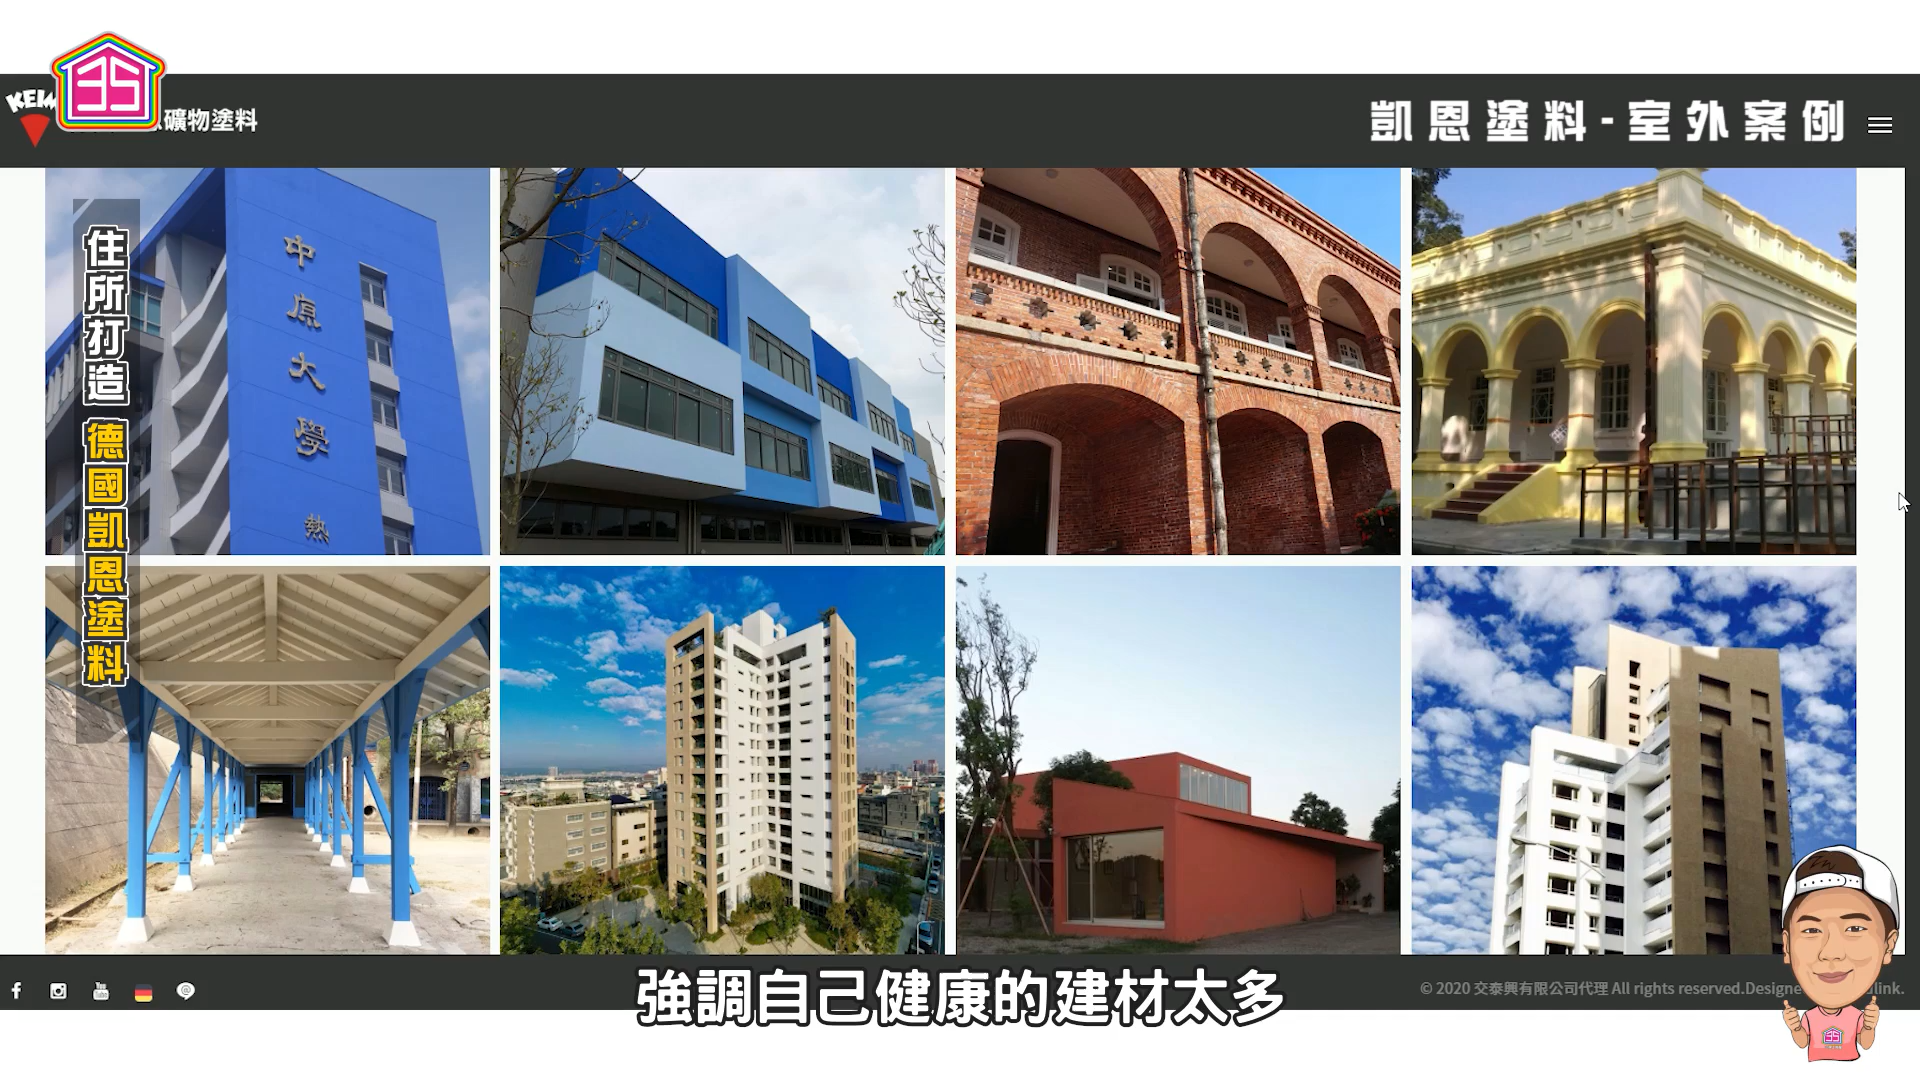 35
礦物塗料
凱恩塗料-室外案例
住所打造 德國凱恩塗料
中原大學
熱
強調自己健康的建材太多
© 2020 交泰興有限公司代理 All rights reserved.Designe
link.